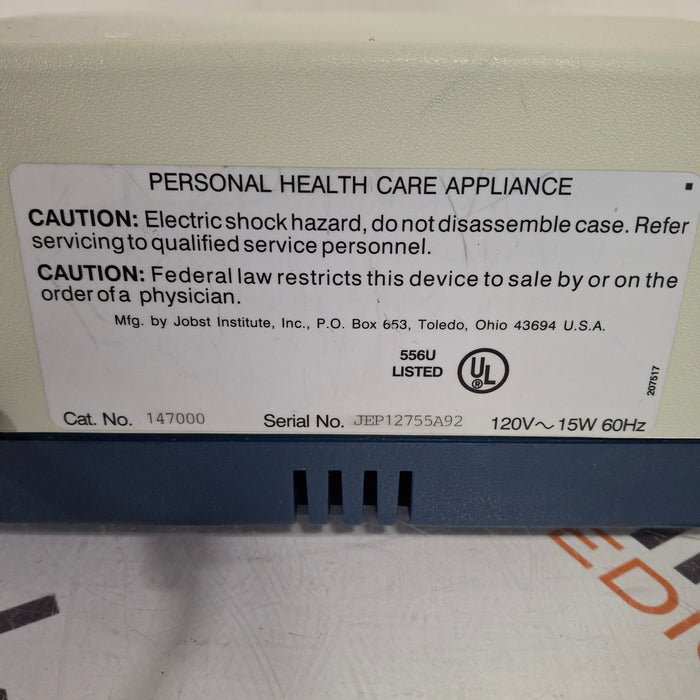 PERSONAL HEALTH CARE APPLIANCE
CAUTION: Electric shock hazard, do not disassemble case. Refer
servicing to qualified service personnel.
CAUTION: Federal law restricts this device to sale by or on the
order of a physician.
Mfg. by Jobst Institute, Inc., P.O. Box 653, Toledo, Ohio 43694 U.S.A.
556U
LISTED
UL
®
207517
Cat. No. 147000 Serial No. JEP12755A92 120V~15W 60Hz
EDIC